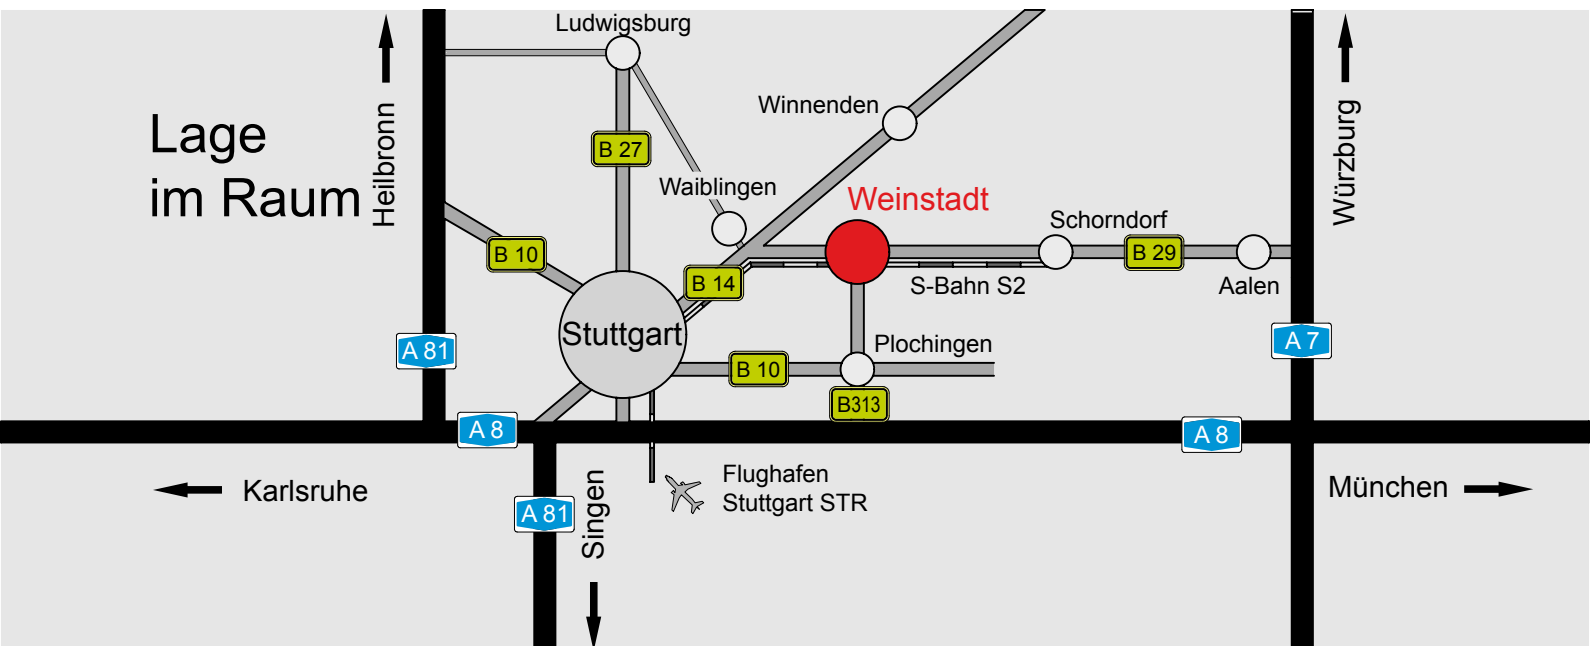 Ludwigsburg
Winnenden
Heilbronn
Würzburg
Lage
im Raum
B 27
Waiblingen
Weinstadt
Schorndorf
B 10
B 14
B 29
S-Bahn S2
Aalen
Stuttgart
A 81
A 7
Plochingen
B 10
B313
A 8
A 8
Karlsruhe
Flughafen
Stuttgart STR
München
A 81
Singen